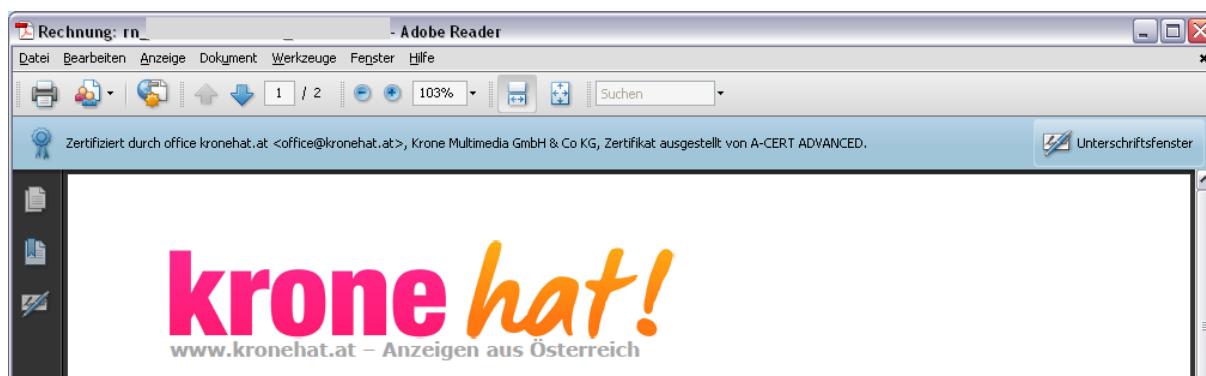 Rechnung: rn_ _ - Adobe Reader
Datei Bearbeiten Anzeige Dokument Werkzeuge Fenster Hilfe
1 / 2 103% Suchen
Zertifiziert durch office kronehat.at <office@kronehat.at>, Krone Multimedia GmbH & Co KG, Zertifikat ausgestellt von A-CERT ADVANCED.
Unterschriftsfenster
krone hat!
www.kronehat.at – Anzeigen aus Österreich